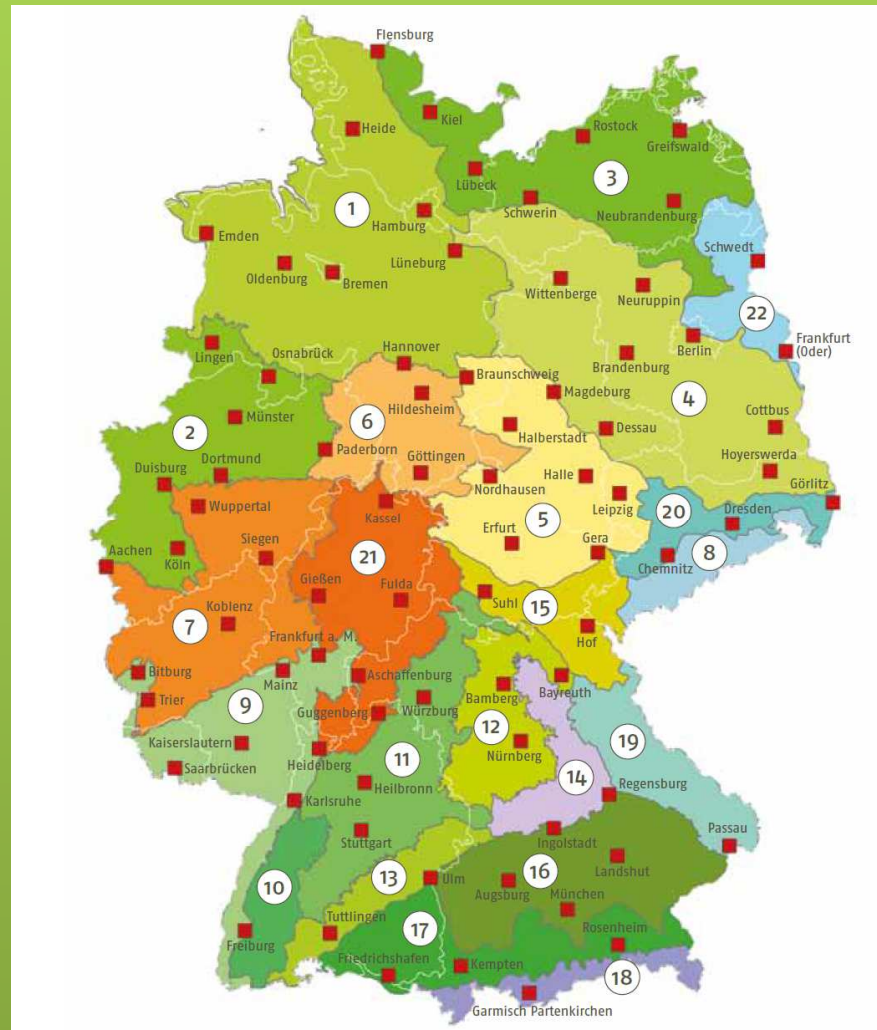 Flensburg
Kiel
Heide
Rostock
Greifswald
Lübeck
3
Schwerin
Neubrandenburg
1
Hamburg
Emden
Schwedt
Lüneburg
Oldenburg
Bremen
Wittenberge
Neuruppin
22
Frankfurt
(Oder)
Lingen
Osnabrück
Hannover
Berlin
Brandenburg
Braunschweig
Magdeburg
4
Hildesheim
Münster
2
6
Halberstadt
Dessau
Cottbus
Paderborn
Dortmund
Göttingen
Hoyerswerda
Duisburg
Nordhausen
Halle
Görlitz
Wuppertal
Kassel
Leipzig
20
Dresden
5
Erfurt
Gera
Aachen
Köln
Siegen
21
Chemnitz
8
Gießen
Fulda
Suhl
15
Koblenz
7
Hof
Frankfurt a. M.
Bitburg
Mainz
Aschaffenburg
Bamberg
Bayreuth
Trier
9
Guggenberg
Würzburg
12
19
Kaiserslautern
Nürnberg
Saarbrücken
Heidelberg
11
14
Heilbronn
Regensburg
Karlsruhe
Stuttgart
Ingolstadt
Passau
Landshut
16
10
13
Ulm
Augsburg
München
Tuttlingen
17
Freiburg
Rosenheim
Friedrichshafen
Kempten
18
Garmisch Partenkirchen